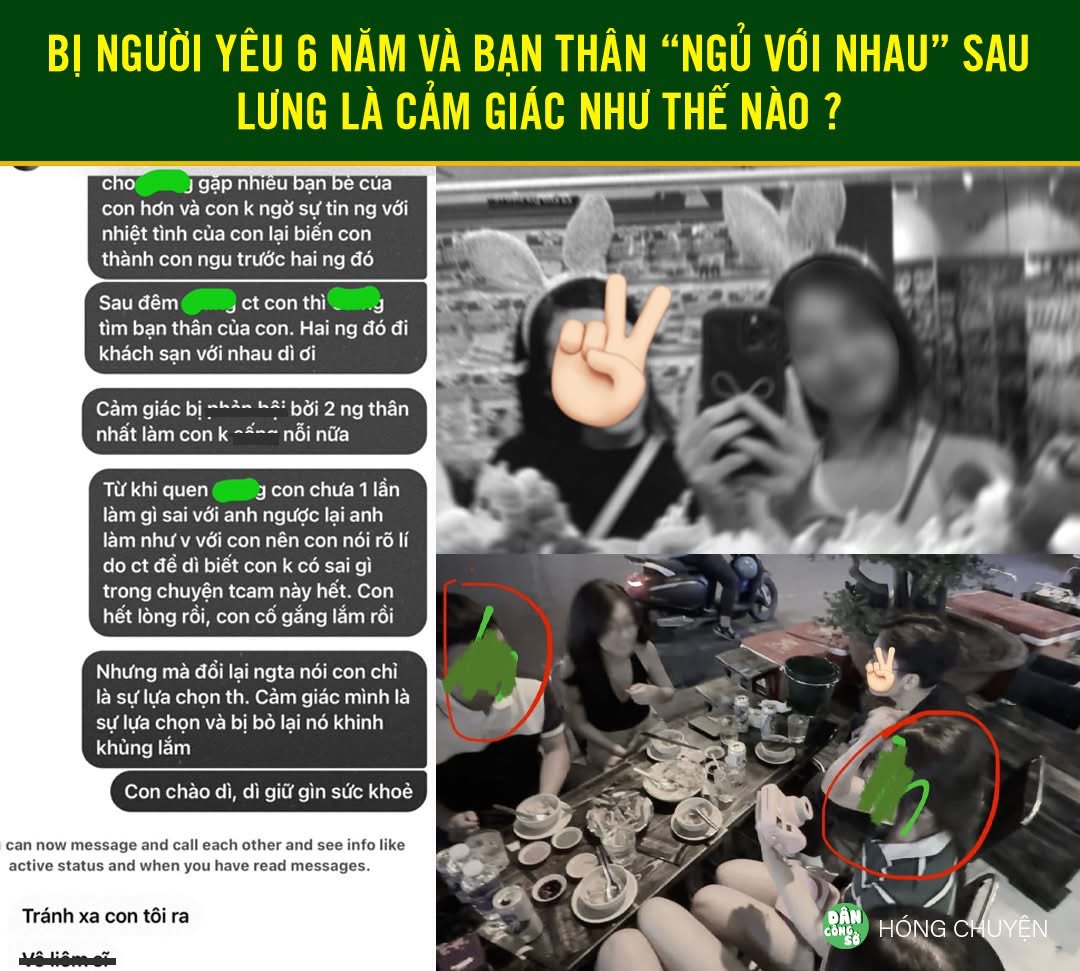 BỊ NGƯỜI YÊU 6 NĂM VÀ BẠN THÂN “NGỦ VỚI NHAU” SAU
LƯNG LÀ CẢM GIÁC NHƯ THẾ NÀO ?
cho g gặp nhiều bạn bè của
con hơn và con k ngờ sự tin ng với
nhiệt tình của con lại biến con
thành con ngu trước hai ng đó
Sau đêm g ct con thì g
tìm bạn thân của con. Hai ng đó đi
khách sạn với nhau dì ơi
Cảm giác bị phản bội bởi 2 ng thân
nhất làm con k sống nỗi nữa
Từ khi quen g con chưa 1 lần
làm gì sai với anh ngược lại anh
làm như v với con nên con nói rõ lí
do ct để dì biết con k có sai gì
trong chuyện tcam này hết. Con
hết lòng rồi, con cố gắng lắm rồi
Nhưng mà đổi lại ngta nói con chỉ
là sự lựa chọn th. Cảm giác mình là
sự lựa chọn và bị bỏ lại nó khinh
khủng lắm
Con chào dì, dì giữ gìn sức khoẻ
can now message and call each other and see info like
active status and when you have read messages.
Tránh xa con tôi ra
Vô liêm sĩ
DÂN
CÔNG
SỞ
HÓNG CHUYỆN